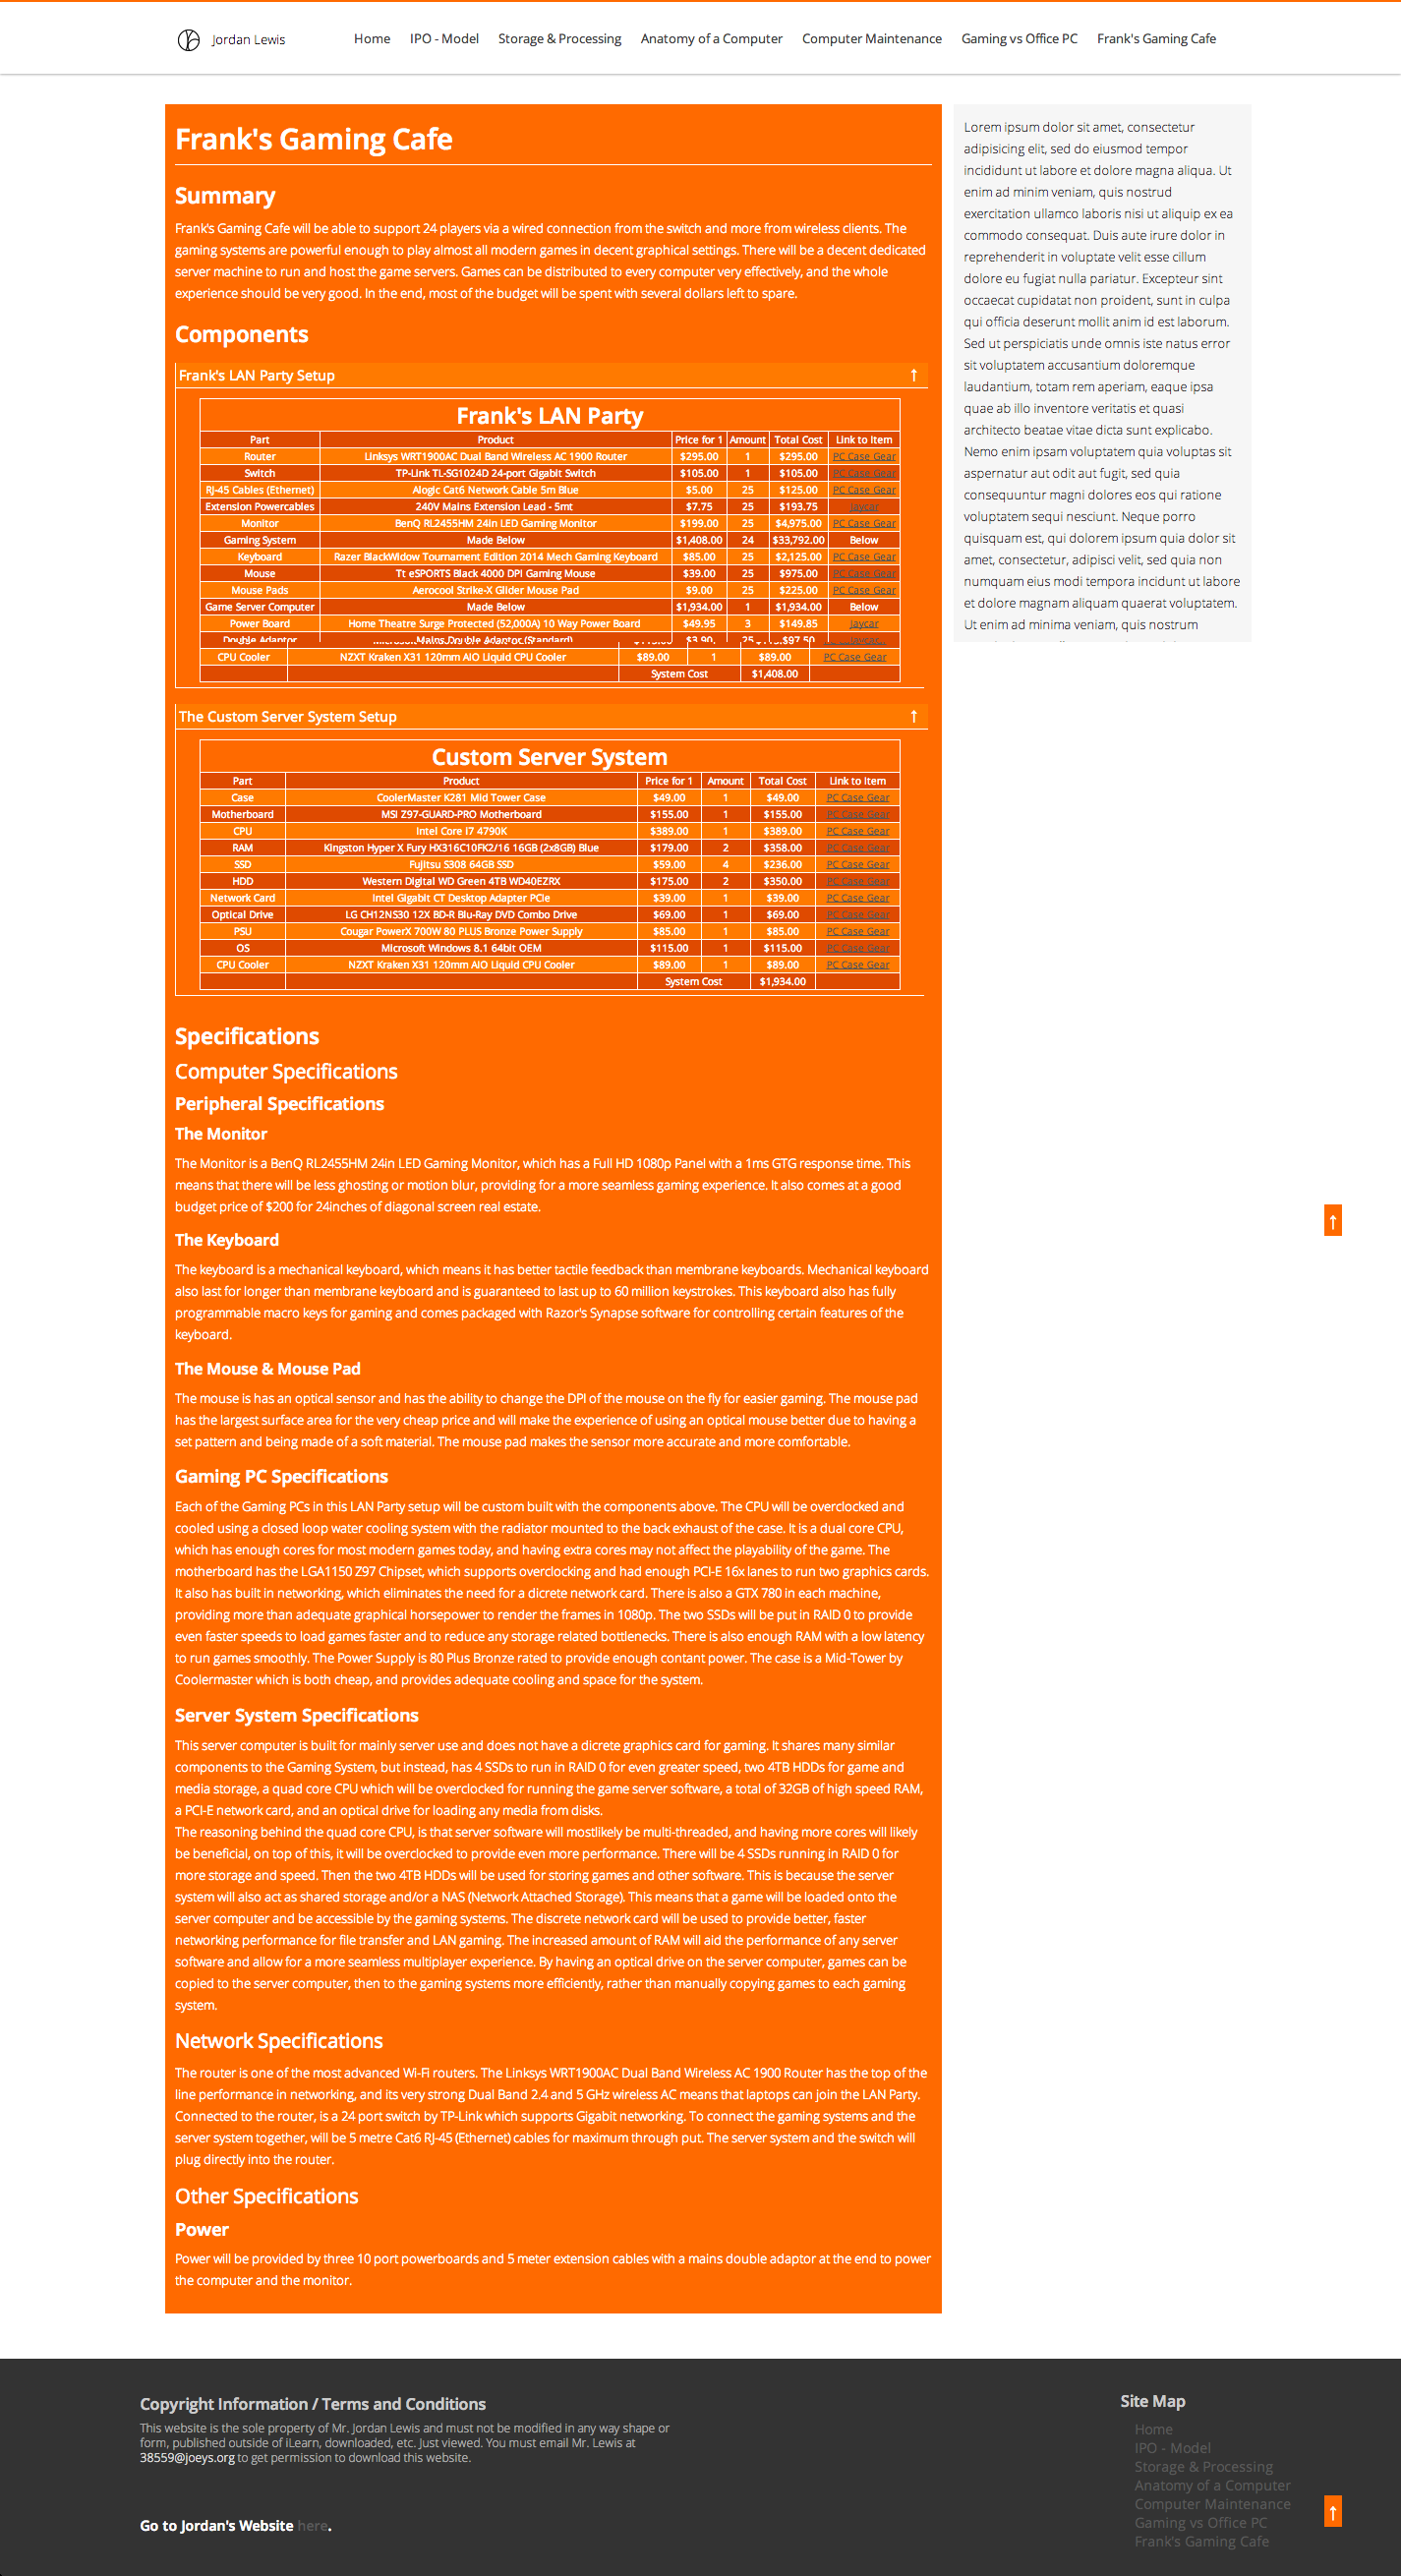 Jordan Lewis
Home IPO - Model Storage & Processing Anatomy of a Computer Computer Maintenance Gaming vs Office PC Frank's Gaming Cafe
Frank's Gaming Cafe
Summary
Frank's Gaming Cafe will be able to support 24 players via a wired connection from the switch and more from wireless clients. The
gaming systems are powerful enough to play almost all modern games in decent graphical settings. There will be a decent dedicated
server machine to run and host the game servers. Games can be distributed to every computer very effectively, and the whole
experience should be very good. In the end, most of the budget will be spent with several dollars left to spare.
Components
Frank's LAN Party Setup ↑
Frank's LAN Party
Part Product Price for 1 Amount Total Cost Link to Item
Router Linksys WRT1900AC Dual Band Wireless AC 1900 Router $295.00 1 $295.00 PC Case Gear
Switch TP-Link TL-SG1024D 24-port Gigabit Switch $105.00 1 $105.00 PC Case Gear
RJ-45 Cables (Ethernet) Alogic Cat6 Network Cable 5m Blue $5.00 25 $125.00 PC Case Gear
Extension Powercables 240V Mains Extension Lead - 5mt $7.75 25 $193.75 Jaycar
Monitor BenQ RL2455HM 24in LED Gaming Monitor $199.00 25 $4,975.00 PC Case Gear
Gaming System Made Below $1,408.00 24 $33,792.00 Below
Keyboard Razer BlackWidow Tournament Edition 2014 Mech Gaming Keyboard $85.00 25 $2,125.00 PC Case Gear
Mouse Tt eSPORTS Black 4000 DPI Gaming Mouse $39.00 25 $975.00 PC Case Gear
Mouse Pads Aerocool Strike-X Glider Mouse Pad $9.00 25 $225.00 PC Case Gear
Game Server Computer Made Below $1,934.00 1 $1,934.00 Below
Power Board Home Theatre Surge Protected (52,000A) 10 Way Power Board $49.95 3 $149.85 Jaycar
Double Adaptor Mains Double Adaptor (Standard) $3.90 25 $97.50 Jaycar
CPU Cooler NZXT Kraken X31 120mm AIO Liquid CPU Cooler $89.00 1 $89.00 PC Case Gear
System Cost $1,408.00
The Custom Server System Setup ↑
Custom Server System
Part Product Price for 1 Amount Total Cost Link to Item
Case CoolerMaster K281 Mid Tower Case $49.00 1 $49.00 PC Case Gear
Motherboard MSI Z97-GUARD-PRO Motherboard $155.00 1 $155.00 PC Case Gear
CPU Intel Core i7 4790K $389.00 1 $389.00 PC Case Gear
RAM Kingston Hyper X Fury HX316C10FK2/16 16GB (2x8GB) Blue $179.00 2 $358.00 PC Case Gear
SSD Fujitsu S308 64GB SSD $59.00 4 $236.00 PC Case Gear
HDD Western Digital WD Green 4TB WD40EZRX $175.00 2 $350.00 PC Case Gear
Network Card Intel Gigabit CT Desktop Adapter PCIe $39.00 1 $39.00 PC Case Gear
Optical Drive LG CH12NS30 12X BD-R Blu-Ray DVD Combo Drive $69.00 1 $69.00 PC Case Gear
PSU Cougar PowerX 700W 80 PLUS Bronze Power Supply $85.00 1 $85.00 PC Case Gear
OS Microsoft Windows 8.1 64bit OEM $115.00 1 $115.00 PC Case Gear
CPU Cooler NZXT Kraken X31 120mm AIO Liquid CPU Cooler $89.00 1 $89.00 PC Case Gear
System Cost $1,934.00
Specifications
Computer Specifications
Peripheral Specifications
The Monitor
The Monitor is a BenQ RL2455HM 24in LED Gaming Monitor, which has a Full HD 1080p Panel with a 1ms GTG response time. This
means that there will be less ghosting or motion blur, providing for a more seamless gaming experience. It also comes at a good
budget price of $200 for 24inches of diagonal screen real estate.
The Keyboard
The keyboard is a mechanical keyboard, which means it has better tactile feedback than membrane keyboards. Mechanical keyboard
also last for longer than membrane keyboard and is guaranteed to last up to 60 million keystrokes. This keyboard also has fully
programmable macro keys for gaming and comes packaged with Razor's Synapse software for controlling certain features of the
keyboard.
The Mouse & Mouse Pad
The mouse is has an optical sensor and has the ability to change the DPI of the mouse on the fly for easier gaming. The mouse pad
has the largest surface area for the very cheap price and will make the experience of using an optical mouse better due to having a
set pattern and being made of a soft material. The mouse pad makes the sensor more accurate and more comfortable.
Gaming PC Specifications
Each of the Gaming PCs in this LAN Party setup will be custom built with the components above. The CPU will be overclocked and
cooled using a closed loop water cooling system with the radiator mounted to the back exhaust of the case. It is a dual core CPU,
which has enough cores for most modern games today, and having extra cores may not affect the playability of the game. The
motherboard has the LGA1150 Z97 Chipset, which supports overclocking and had enough PCI-E 16x lanes to run two graphics cards.
It also has built in networking, which eliminates the need for a dicrete network card. There is also a GTX 780 in each machine,
providing more than adequate graphical horsepower to render the frames in 1080p. The two SSDs will be put in RAID 0 to provide
even faster speeds to load games faster and to reduce any storage related bottlenecks. There is also enough RAM with a low latency
to run games smoothly. The Power Supply is 80 Plus Bronze rated to provide enough contant power. The case is a Mid-Tower by
Coolermaster which is both cheap, and provides adequate cooling and space for the system.
Server System Specifications
This server computer is built for mainly server use and does not have a dicrete graphics card for gaming. It shares many similar
components to the Gaming System, but instead, has 4 SSDs to run in RAID 0 for even greater speed, two 4TB HDDs for game and
media storage, a quad core CPU which will be overclocked for running the game server software, a total of 32GB of high speed RAM,
a PCI-E network card, and an optical drive for loading any media from disks.
The reasoning behind the quad core CPU, is that server software will mostlikely be multi-threaded, and having more cores will likely
be beneficial, on top of this, it will be overclocked to provide even more performance. There will be 4 SSDs running in RAID 0 for
more storage and speed. Then the two 4TB HDDs will be used for storing games and other software. This is because the server
system will also act as shared storage and/or a NAS (Network Attached Storage). This means that a game will be loaded onto the
server computer and be accessible by the gaming systems. The discrete network card will be used to provide better, faster
networking performance for file transfer and LAN gaming. The increased amount of RAM will aid the performance of any server
software and allow for a more seamless multiplayer experience. By having an optical drive on the server computer, games can be
copied to the server computer, then to the gaming systems more efficiently, rather than manually copying games to each gaming
system.
Network Specifications
The router is one of the most advanced Wi-Fi routers. The Linksys WRT1900AC Dual Band Wireless AC 1900 Router has the top of the
line performance in networking, and its very strong Dual Band 2.4 and 5 GHz wireless AC means that laptops can join the LAN Party.
Connected to the router, is a 24 port switch by TP-Link which supports Gigabit networking. To connect the gaming systems and the
server system together, will be 5 metre Cat6 RJ-45 (Ethernet) cables for maximum through put. The server system and the switch will
plug directly into the router.
Other Specifications
Power
Power will be provided by three 10 port powerboards and 5 meter extension cables with a mains double adaptor at the end to power
the computer and the monitor.
Lorem ipsum dolor sit amet, consectetur
adipisicing elit, sed do eiusmod tempor
incididunt ut labore et dolore magna aliqua. Ut
enim ad minim veniam, quis nostrud
exercitation ullamco laboris nisi ut aliquip ex ea
commodo consequat. Duis aute irure dolor in
reprehenderit in voluptate velit esse cillum
dolore eu fugiat nulla pariatur. Excepteur sint
occaecat cupidatat non proident, sunt in culpa
qui officia deserunt mollit anim id est laborum.
Sed ut perspiciatis unde omnis iste natus error
sit voluptatem accusantium doloremque
laudantium, totam rem aperiam, eaque ipsa
quae ab illo inventore veritatis et quasi
architecto beatae vitae dicta sunt explicabo.
Nemo enim ipsam voluptatem quia voluptas sit
aspernatur aut odit aut fugit, sed quia
consequuntur magni dolores eos qui ratione
voluptatem sequi nesciunt. Neque porro
quisquam est, qui dolorem ipsum quia dolor sit
amet, consectetur, adipisci velit, sed quia non
numquam eius modi tempora incidunt ut labore
et dolore magnam aliquam quaerat voluptatem.
Ut enim ad minima veniam, quis nostrum
↑
Copyright Information / Terms and Conditions
This website is the sole property of Mr. Jordan Lewis and must not be modified in any way shape or
form, published outside of iLearn, downloaded, etc. Just viewed. You must email Mr. Lewis at
38559@joeys.org to get permission to download this website.
Go to Jordan's Website here.
Site Map
Home
IPO - Model
Storage & Processing
Anatomy of a Computer
Computer Maintenance
Gaming vs Office PC
Frank's Gaming Cafe
↑